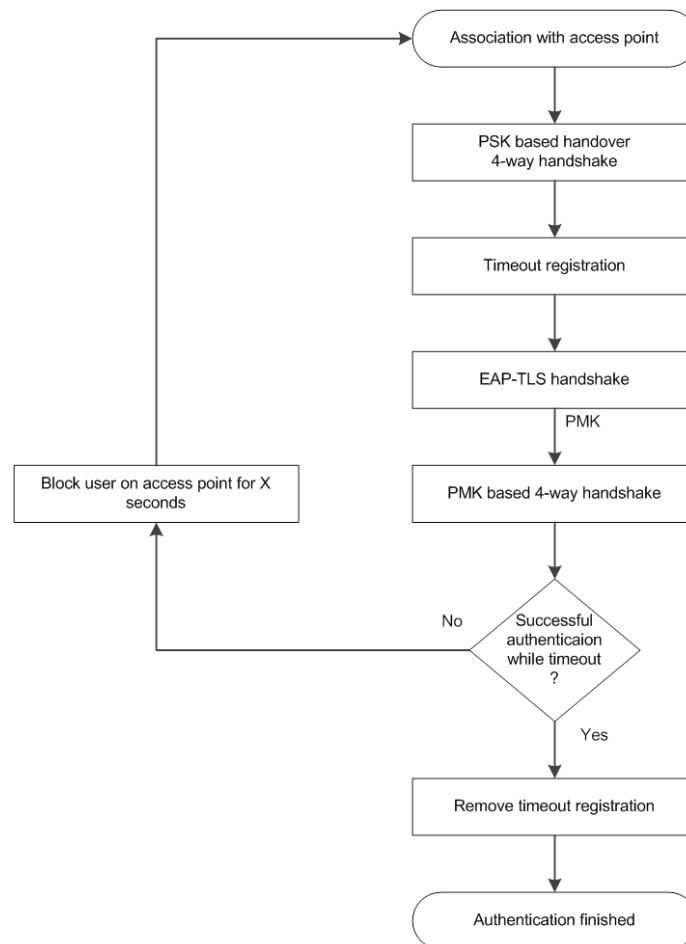 Association with access point
PSK based handover
4-way handshake
Timeout registration
EAP-TLS handshake
PMK
Block user on access point for X
seconds
PMK based 4-way handshake
No
Successful
authenticaion
while timeout
?
Yes
Remove timeout registration
Authentication finished